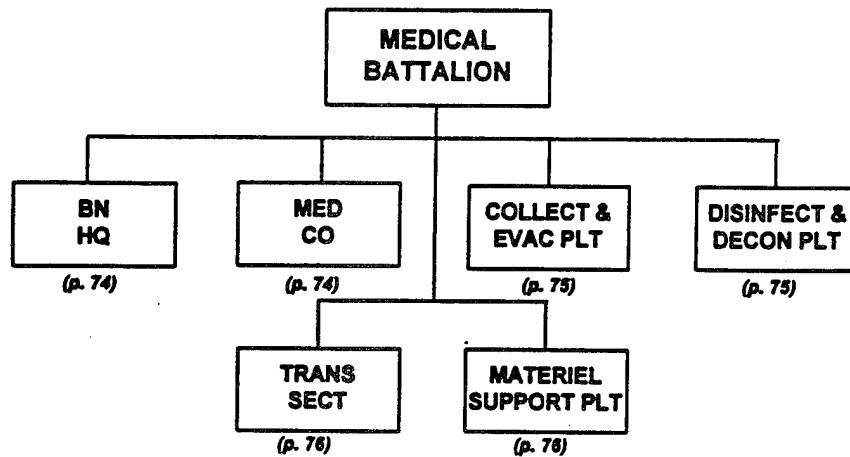 MEDICAL
BATTALION
BN
HQ
(p. 74)
MED
CO
(p. 74)
COLLECT &
EVAC PLT
(p. 75)
DISINFECT &
DECON PLT
(p. 75)
TRANS
SECT
(p. 76)
MATERIEL
SUPPORT PLT
(p. 76)